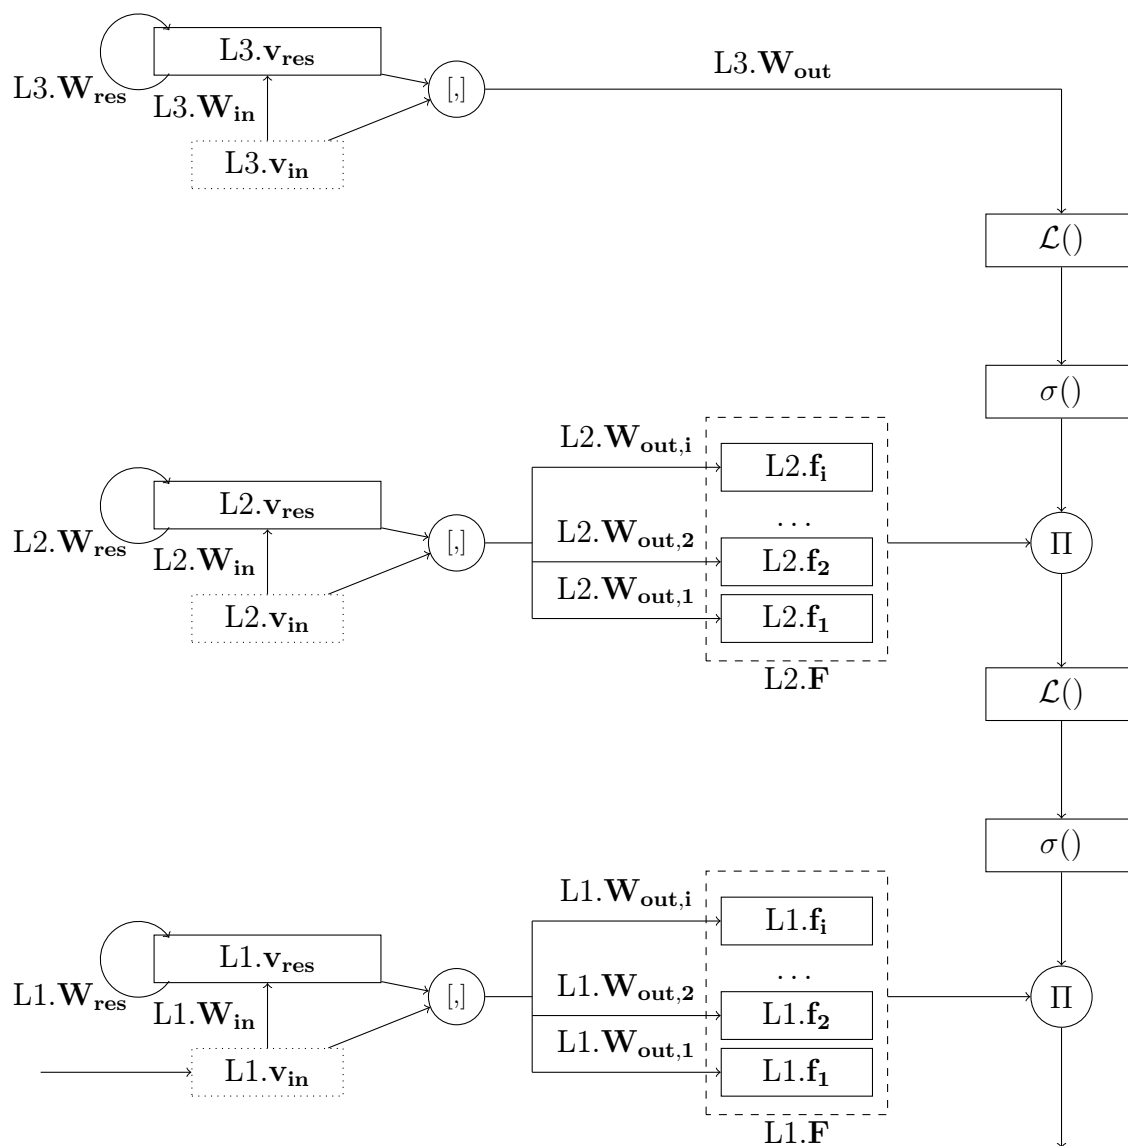 L3.v_res
L3.W_out
L3.W_res
L3.W_in
[,]
L3.v_in
ℒ()
σ()
L2.W_out,i
L2.f_i
L2.v_res
...
L2.W_res
L2.W_in
[,]
L2.W_out,2
L2.f_2
Π
L2.W_out,1
L2.v_in
L2.f_1
L2.F
ℒ()
σ()
L1.W_out,i
L1.f_i
L1.v_res
...
L1.W_res
L1.W_in
[,]
L1.W_out,2
L1.f_2
Π
L1.W_out,1
L1.v_in
L1.f_1
L1.F